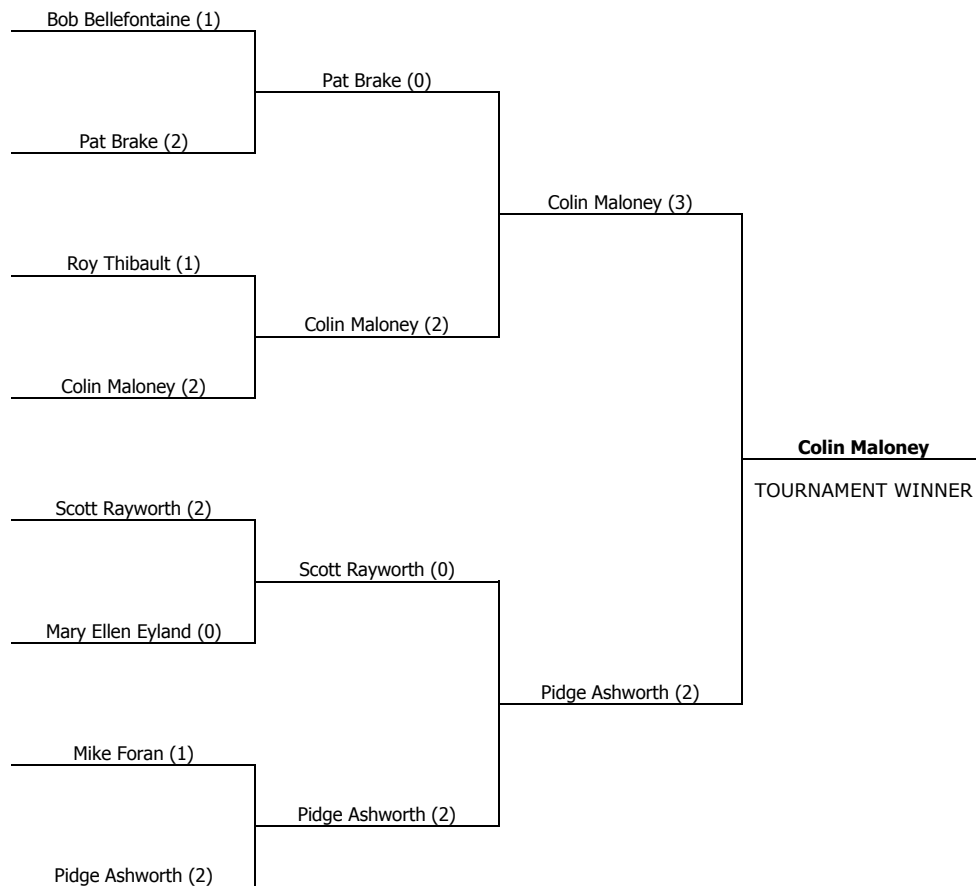 Bob Bellefontaine (1)
Pat Brake (0)
Pat Brake (2)
Colin Maloney (3)
Roy Thibault (1)
Colin Maloney (2)
Colin Maloney (2)
Colin Maloney
TOURNAMENT WINNER
Scott Rayworth (2)
Scott Rayworth (0)
Mary Ellen Eyland (0)
Pidge Ashworth (2)
Mike Foran (1)
Pidge Ashworth (2)
Pidge Ashworth (2)